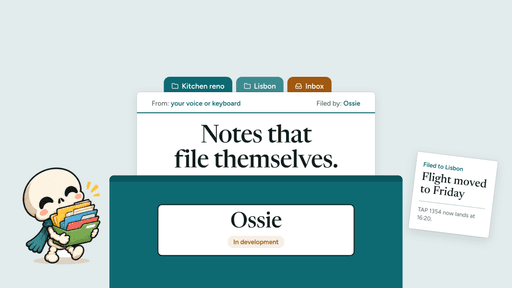 Kitchen reno
Lisbon
Inbox
From: your voice or keyboard
Filed by: Ossie
Notes that
file themselves.
Ossie
In development
Filed to Lisbon
Flight moved
to Friday
TAP 1354 now lands at
16:20.